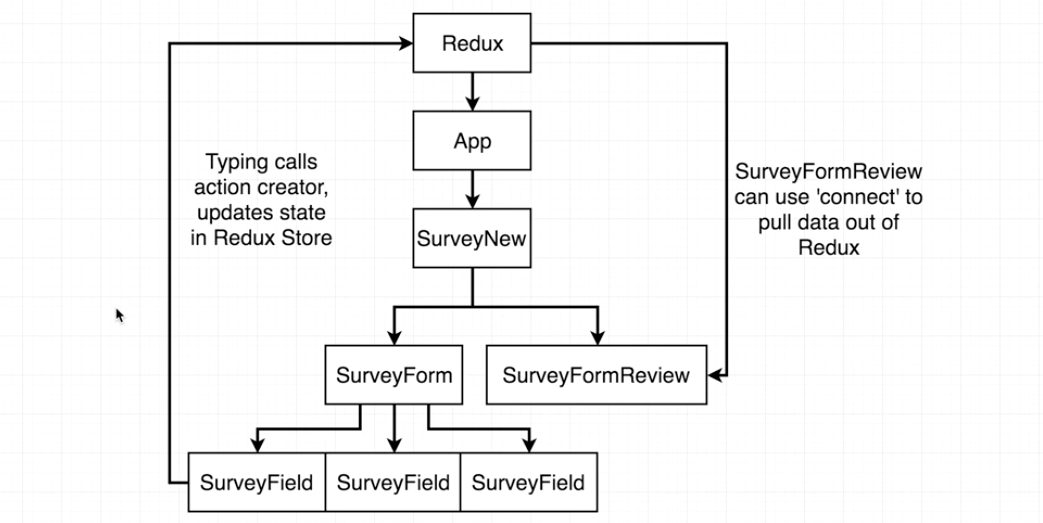 Redux
App
Typing calls
action creator,
updates state
in Redux Store
SurveyFormReview
can use 'connect' to
pull data out of
Redux
SurveyNew
SurveyForm
SurveyFormReview
SurveyField
SurveyField
SurveyField